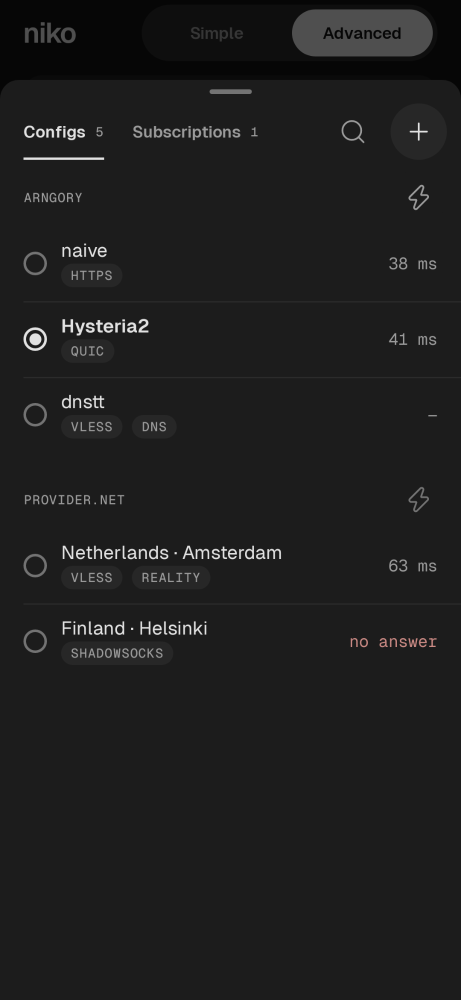 niko
Simple
Advanced
Configs 5
Subscriptions 1
ARNGORY
naive
HTTPS
38 ms
Hysteria2
QUIC
41 ms
dnstt
VLESS DNS
–
PROVIDER.NET
Netherlands · Amsterdam
VLESS REALITY
63 ms
Finland · Helsinki
SHADOWSOCKS
no answer